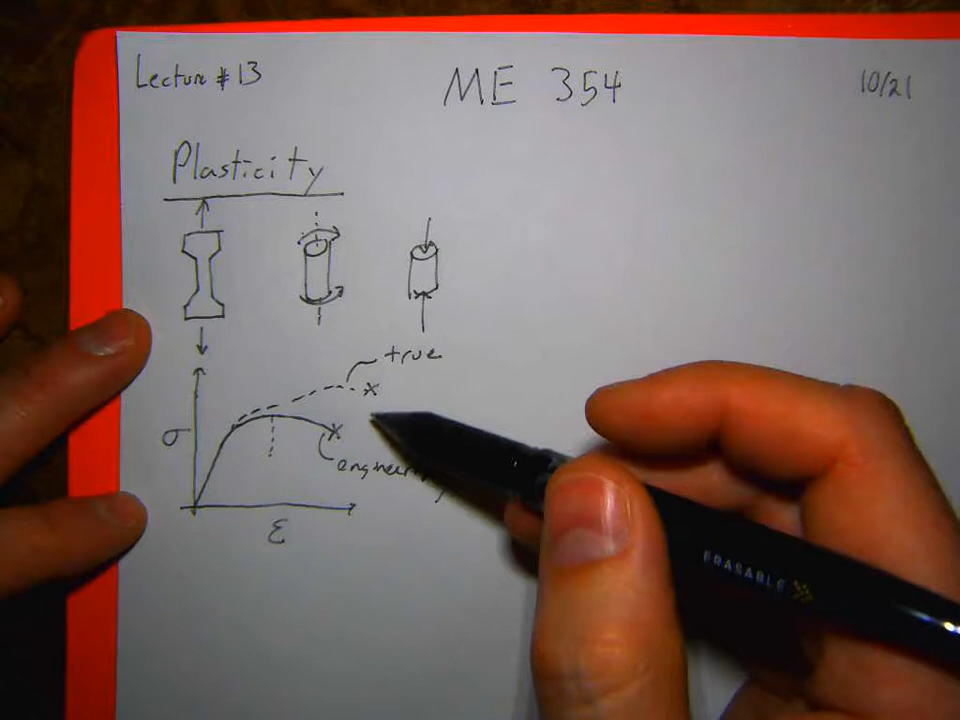 Lecture #13
ME 354
10/21
Plasticity
true
σ
ε
ERASABLE